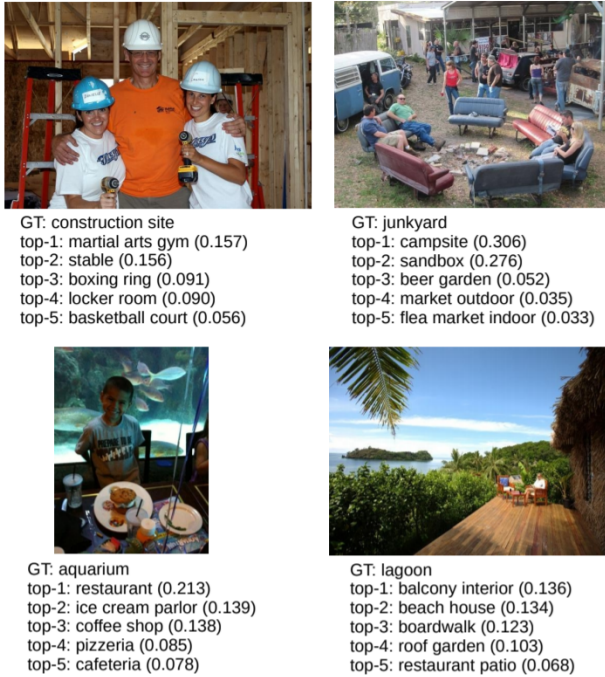 GT: construction site
top-1: martial arts gym (0.157)
top-2: stable (0.156)
top-3: boxing ring (0.091)
top-4: locker room (0.090)
top-5: basketball court (0.056)
GT: junkyard
top-1: campsite (0.306)
top-2: sandbox (0.276)
top-3: beer garden (0.052)
top-4: market outdoor (0.035)
top-5: flea market indoor (0.033)
GT: aquarium
top-1: restaurant (0.213)
top-2: ice cream parlor (0.139)
top-3: coffee shop (0.138)
top-4: pizzeria (0.085)
top-5: cafeteria (0.078)
GT: lagoon
top-1: balcony interior (0.136)
top-2: beach house (0.134)
top-3: boardwalk (0.123)
top-4: roof garden (0.103)
top-5: restaurant patio (0.068)